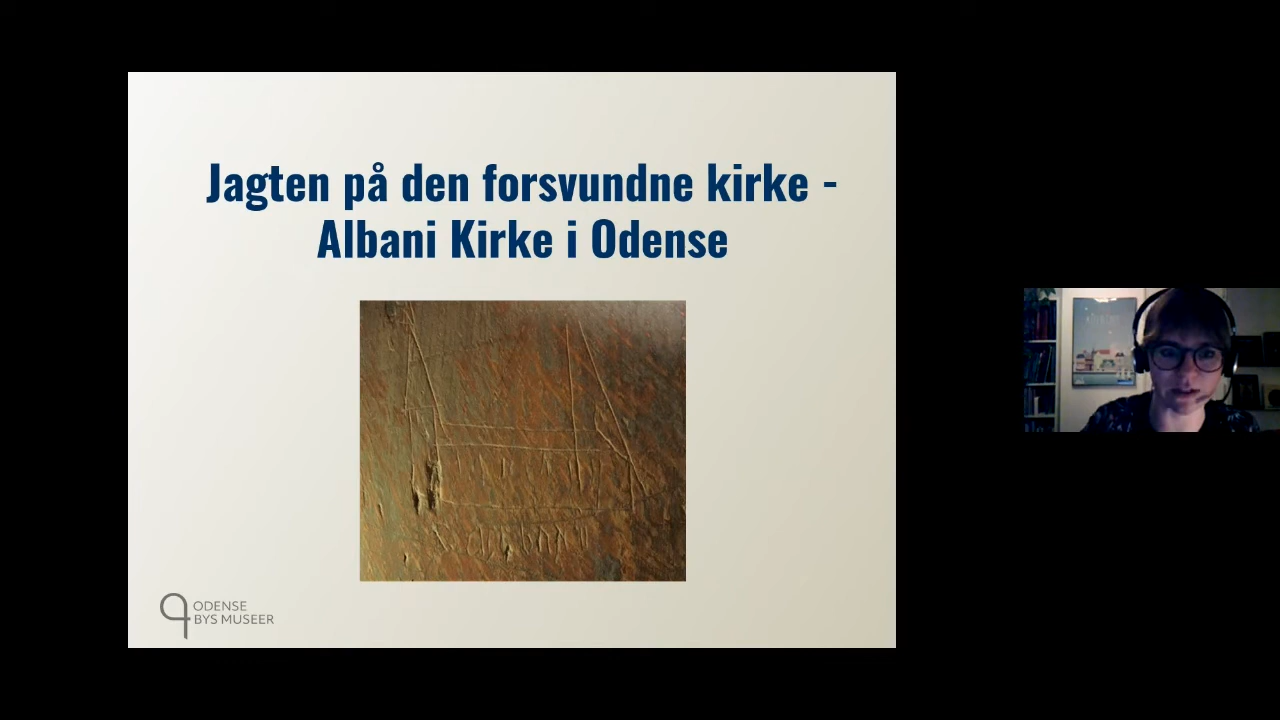 Jagten på den forsvundne kirke -
Albani Kirke i Odense
ODENSE
BYS MUSEER